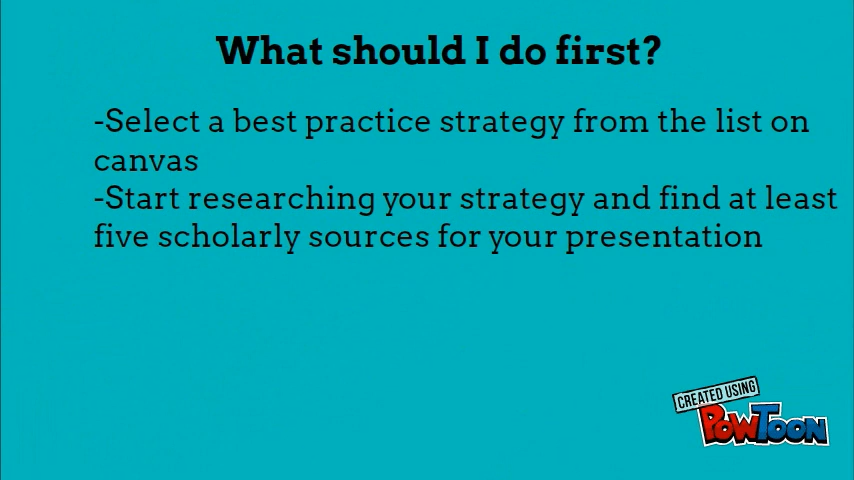 What should I do first?
-Select a best practice strategy from the list on
canvas
-Start researching your strategy and find at least
five scholarly sources for your presentation
CREATED USING
POWTOON